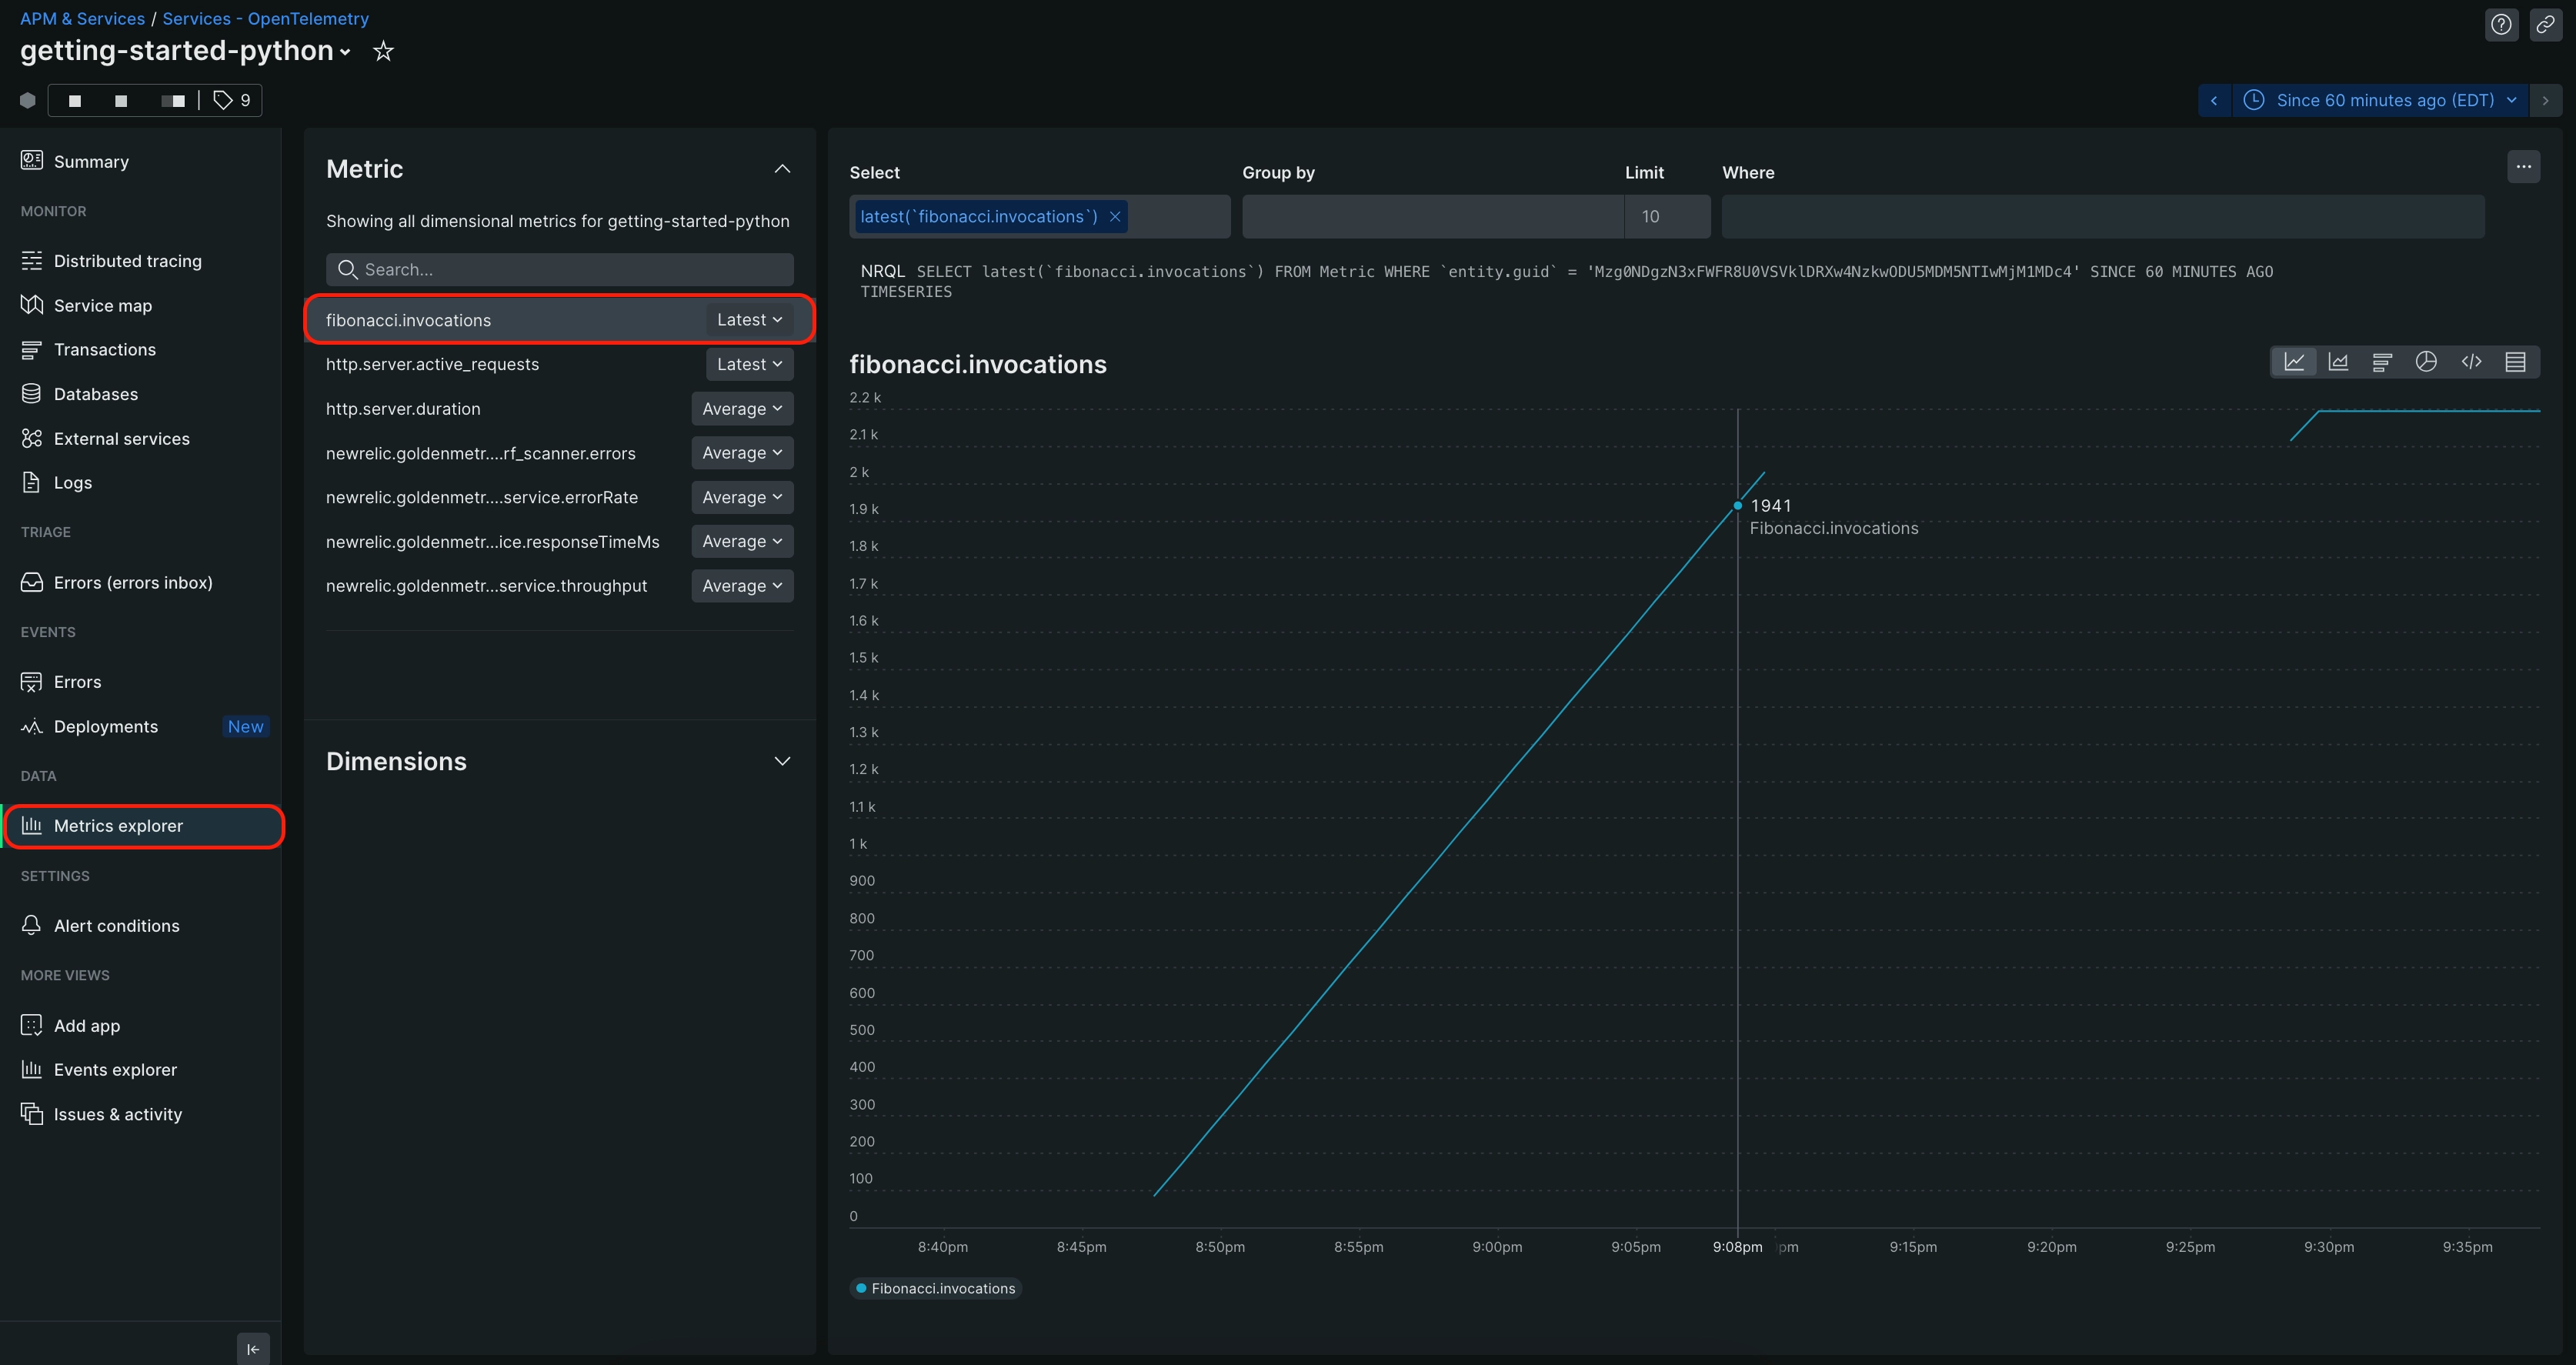 APM & Services / Services - OpenTelemetry
getting-started-python
9
Since 60 minutes ago (EDT)
Summary
MONITOR
Distributed tracing
Service map
Transactions
Databases
External services
Logs
TRIAGE
Errors (errors inbox)
EVENTS
Errors
Deployments New
DATA
Metrics explorer
SETTINGS
Alert conditions
MORE VIEWS
Add app
Events explorer
Issues & activity
Metric
Showing all dimensional metrics for getting-started-python
Search...
fibonacci.invocations Latest
http.server.active_requests Latest
http.server.duration Average
newrelic.goldenmetr....rf_scanner.errors Average
newrelic.goldenmetr....service.errorRate Average
newrelic.goldenmetr...ice.responseTimeMs Average
newrelic.goldenmetr...service.throughput Average
Dimensions
Select Group by Limit Where
latest(`fibonacci.invocations`) 10
NRQL SELECT latest(`fibonacci.invocations`) FROM Metric WHERE `entity.guid` = 'Mzg0NDgzN3xFWFR8U0VSVklDRXw4NzkwODU5MDM5NTIwMjM1MDc4' SINCE 60 MINUTES AGO
TIMESERIES
fibonacci.invocations
2.2 k
2.1 k
2 k
1.9 k
1.8 k
1.7 k
1.6 k
1.5 k
1.4 k
1.3 k
1.2 k
1.1 k
1 k
900
800
700
600
500
400
300
200
100
0
1941
Fibonacci.invocations
8:40pm 8:45pm 8:50pm 8:55pm 9:00pm 9:05pm 9:08pm pm 9:15pm 9:20pm 9:25pm 9:30pm 9:35pm
Fibonacci.invocations